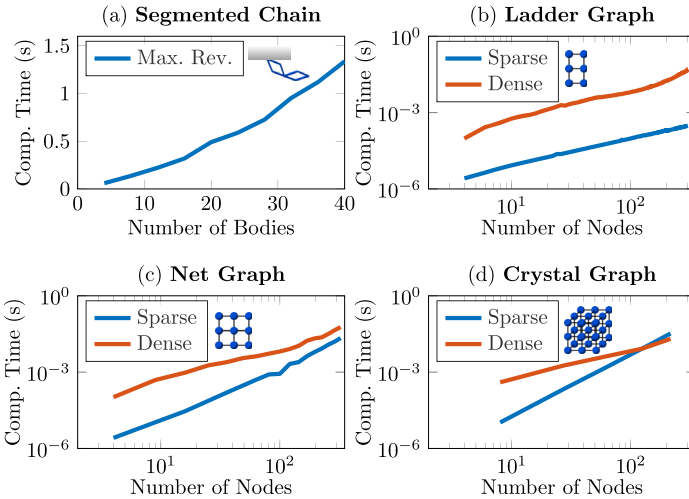 (a) Segmented Chain
Comp. Time (s)
1.5
1
0.5
0
Max. Rev.
0 10 20 30 40
Number of Bodies
(b) Ladder Graph
Comp. Time (s)
10^0
10^-3
10^-6
Sparse
Dense
10^1 10^2
Number of Nodes
(c) Net Graph
Comp. Time (s)
10^0
10^-3
10^-6
Sparse
Dense
10^1 10^2
Number of Nodes
(d) Crystal Graph
Comp. Time (s)
10^0
10^-3
10^-6
Sparse
Dense
10^1 10^2
Number of Nodes